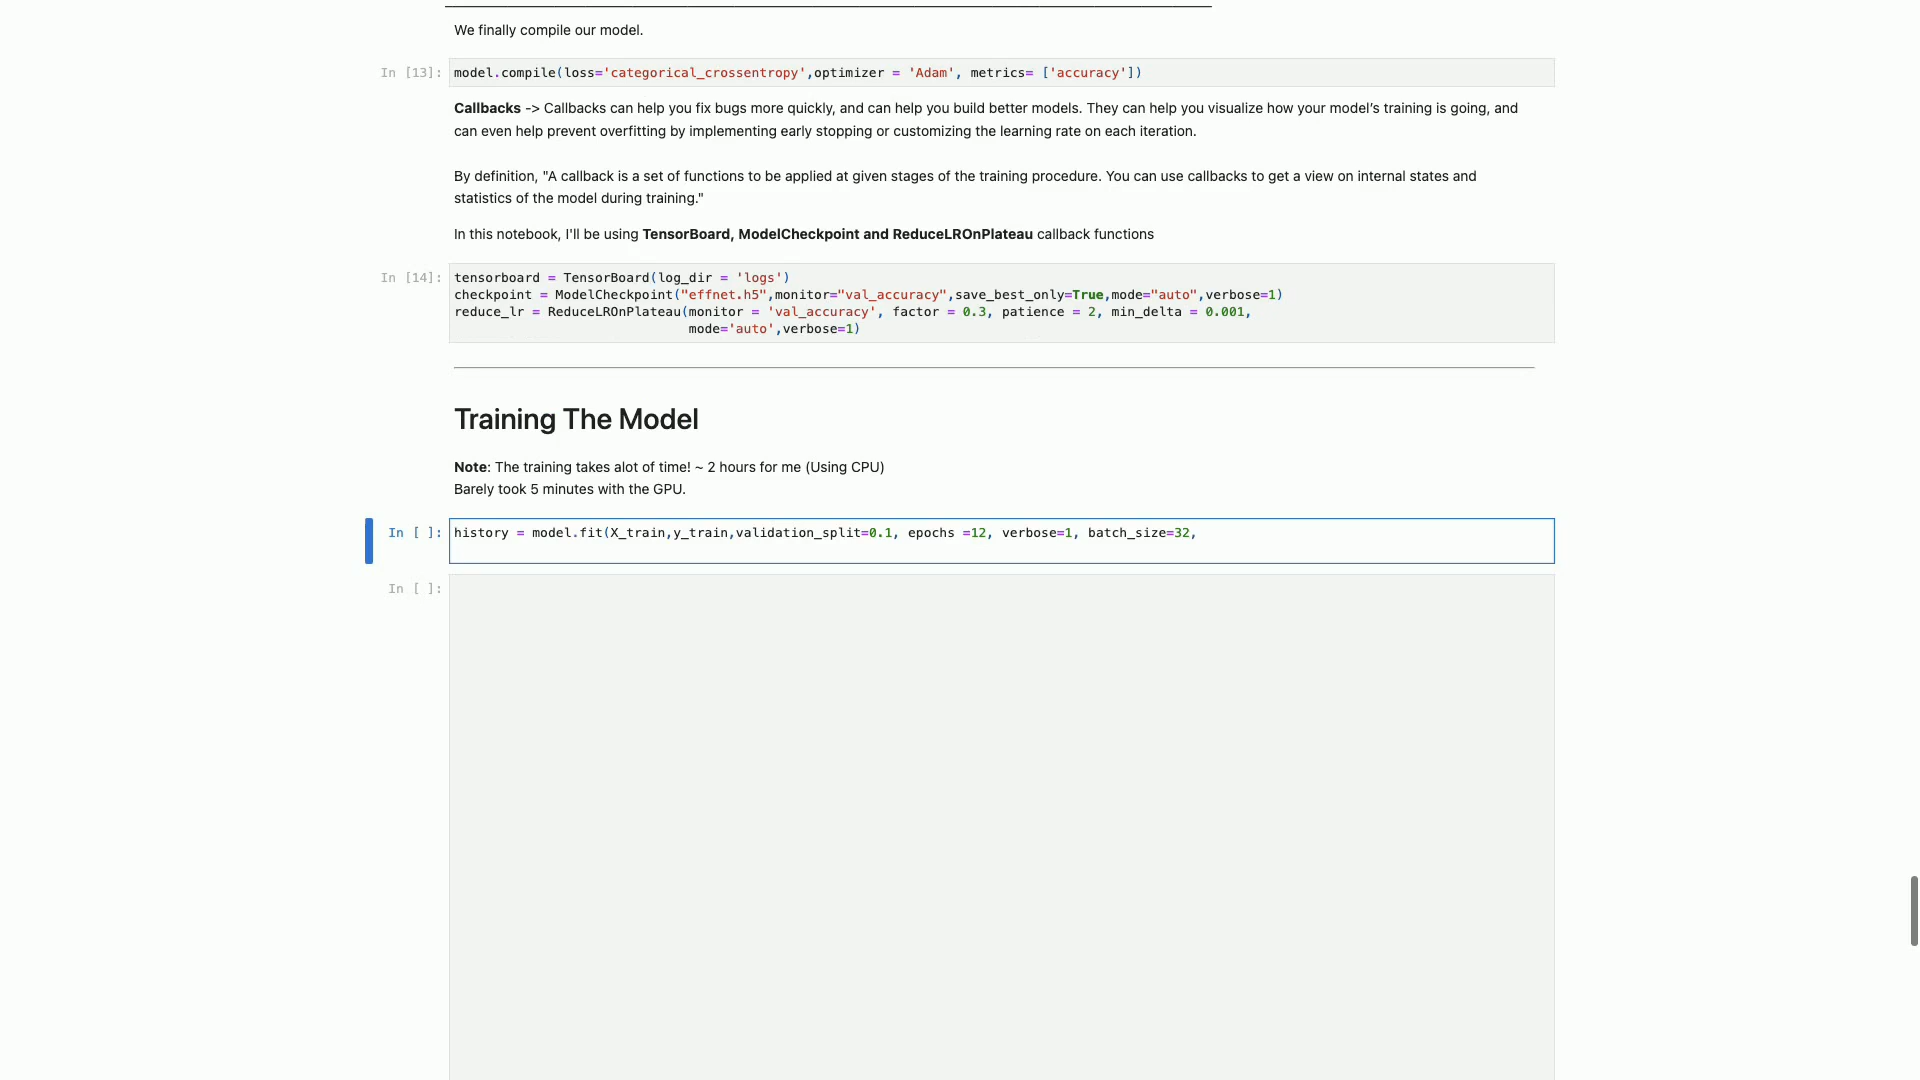 We finally compile our model.
In [13]: model.compile(loss='categorical_crossentropy',optimizer = 'Adam', metrics= ['accuracy'])
Callbacks -> Callbacks can help you fix bugs more quickly, and can help you build better models. They can help you visualize how your model’s training is going, and
can even help prevent overfitting by implementing early stopping or customizing the learning rate on each iteration.
By definition, "A callback is a set of functions to be applied at given stages of the training procedure. You can use callbacks to get a view on internal states and
statistics of the model during training."
In this notebook, I'll be using TensorBoard, ModelCheckpoint and ReduceLROnPlateau callback functions
In [14]: tensorboard = TensorBoard(log_dir = 'logs')
checkpoint = ModelCheckpoint("effnet.h5",monitor="val_accuracy",save_best_only=True,mode="auto",verbose=1)
reduce_lr = ReduceLROnPlateau(monitor = 'val_accuracy', factor = 0.3, patience = 2, min_delta = 0.001,
mode='auto',verbose=1)
Training The Model
Note: The training takes alot of time! ~ 2 hours for me (Using CPU)
Barely took 5 minutes with the GPU.
In [ ]: history = model.fit(X_train,y_train,validation_split=0.1, epochs =12, verbose=1, batch_size=32,
In [ ]: